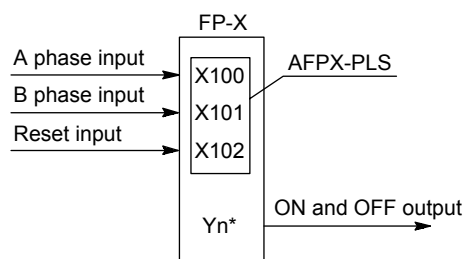 FP-X
A phase input
X100
AFPX-PLS
B phase input
X101
Reset input
X102
Yn*
ON and OFF output